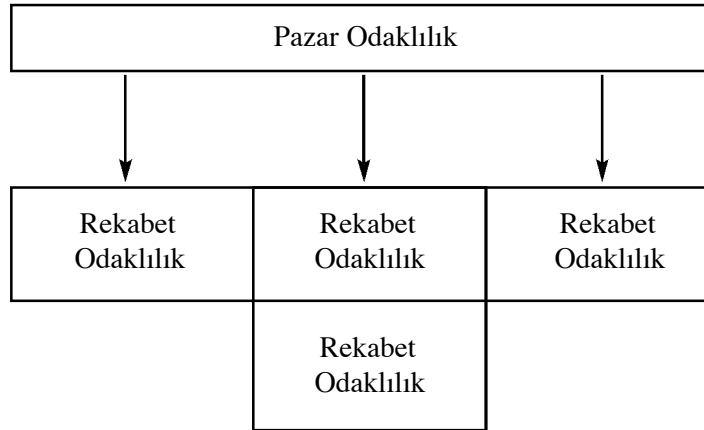 Pazar Odaklılık
Rekabet
Odaklılık
Rekabet
Odaklılık
Rekabet
Odaklılık
Rekabet
Odaklılık